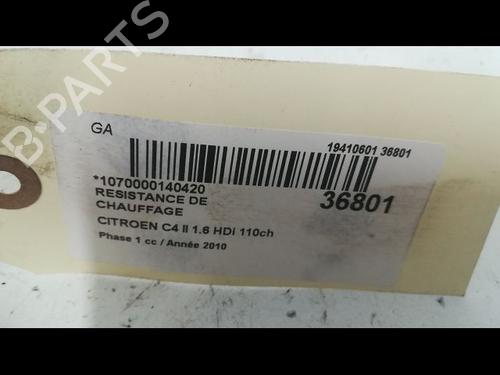 B-PARTS
GA
19410601 36801
*1070000140420
36801
RESISTANCE DE
CHAUFFAGE
CITROEN C4 II 1.6 HDi 110ch
Phase 1 cc / Année 2010